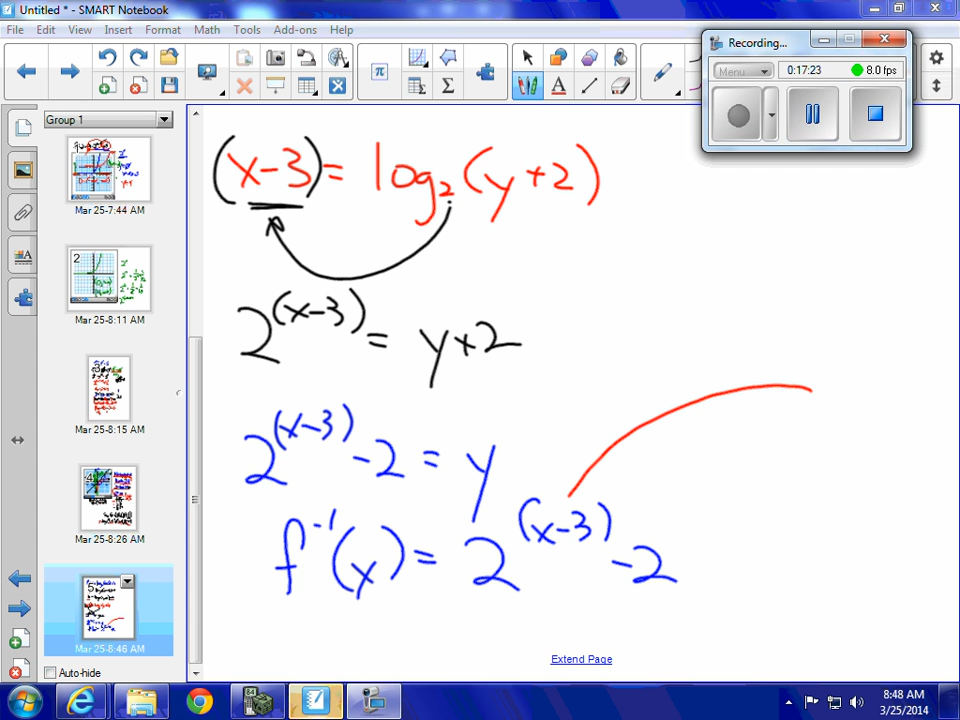 Untitled * - SMART Notebook
File Edit View Insert Format Math Tools Add-ons Help
Recording...
Menu 0:17:23 8.0 fps
Group 1
Mar 25-7:44 AM
2
Mar 25-8:11 AM
Mar 25-8:15 AM
Mar 25-8:26 AM
5
Mar 25-8:46 AM
Auto-hide
(x-3) = log₂(y+2)
2^(x-3) = y+2
2^(x-3) -2 = y
f⁻¹(x) = 2^(x-3) -2
Extend Page
8:48 AM
3/25/2014